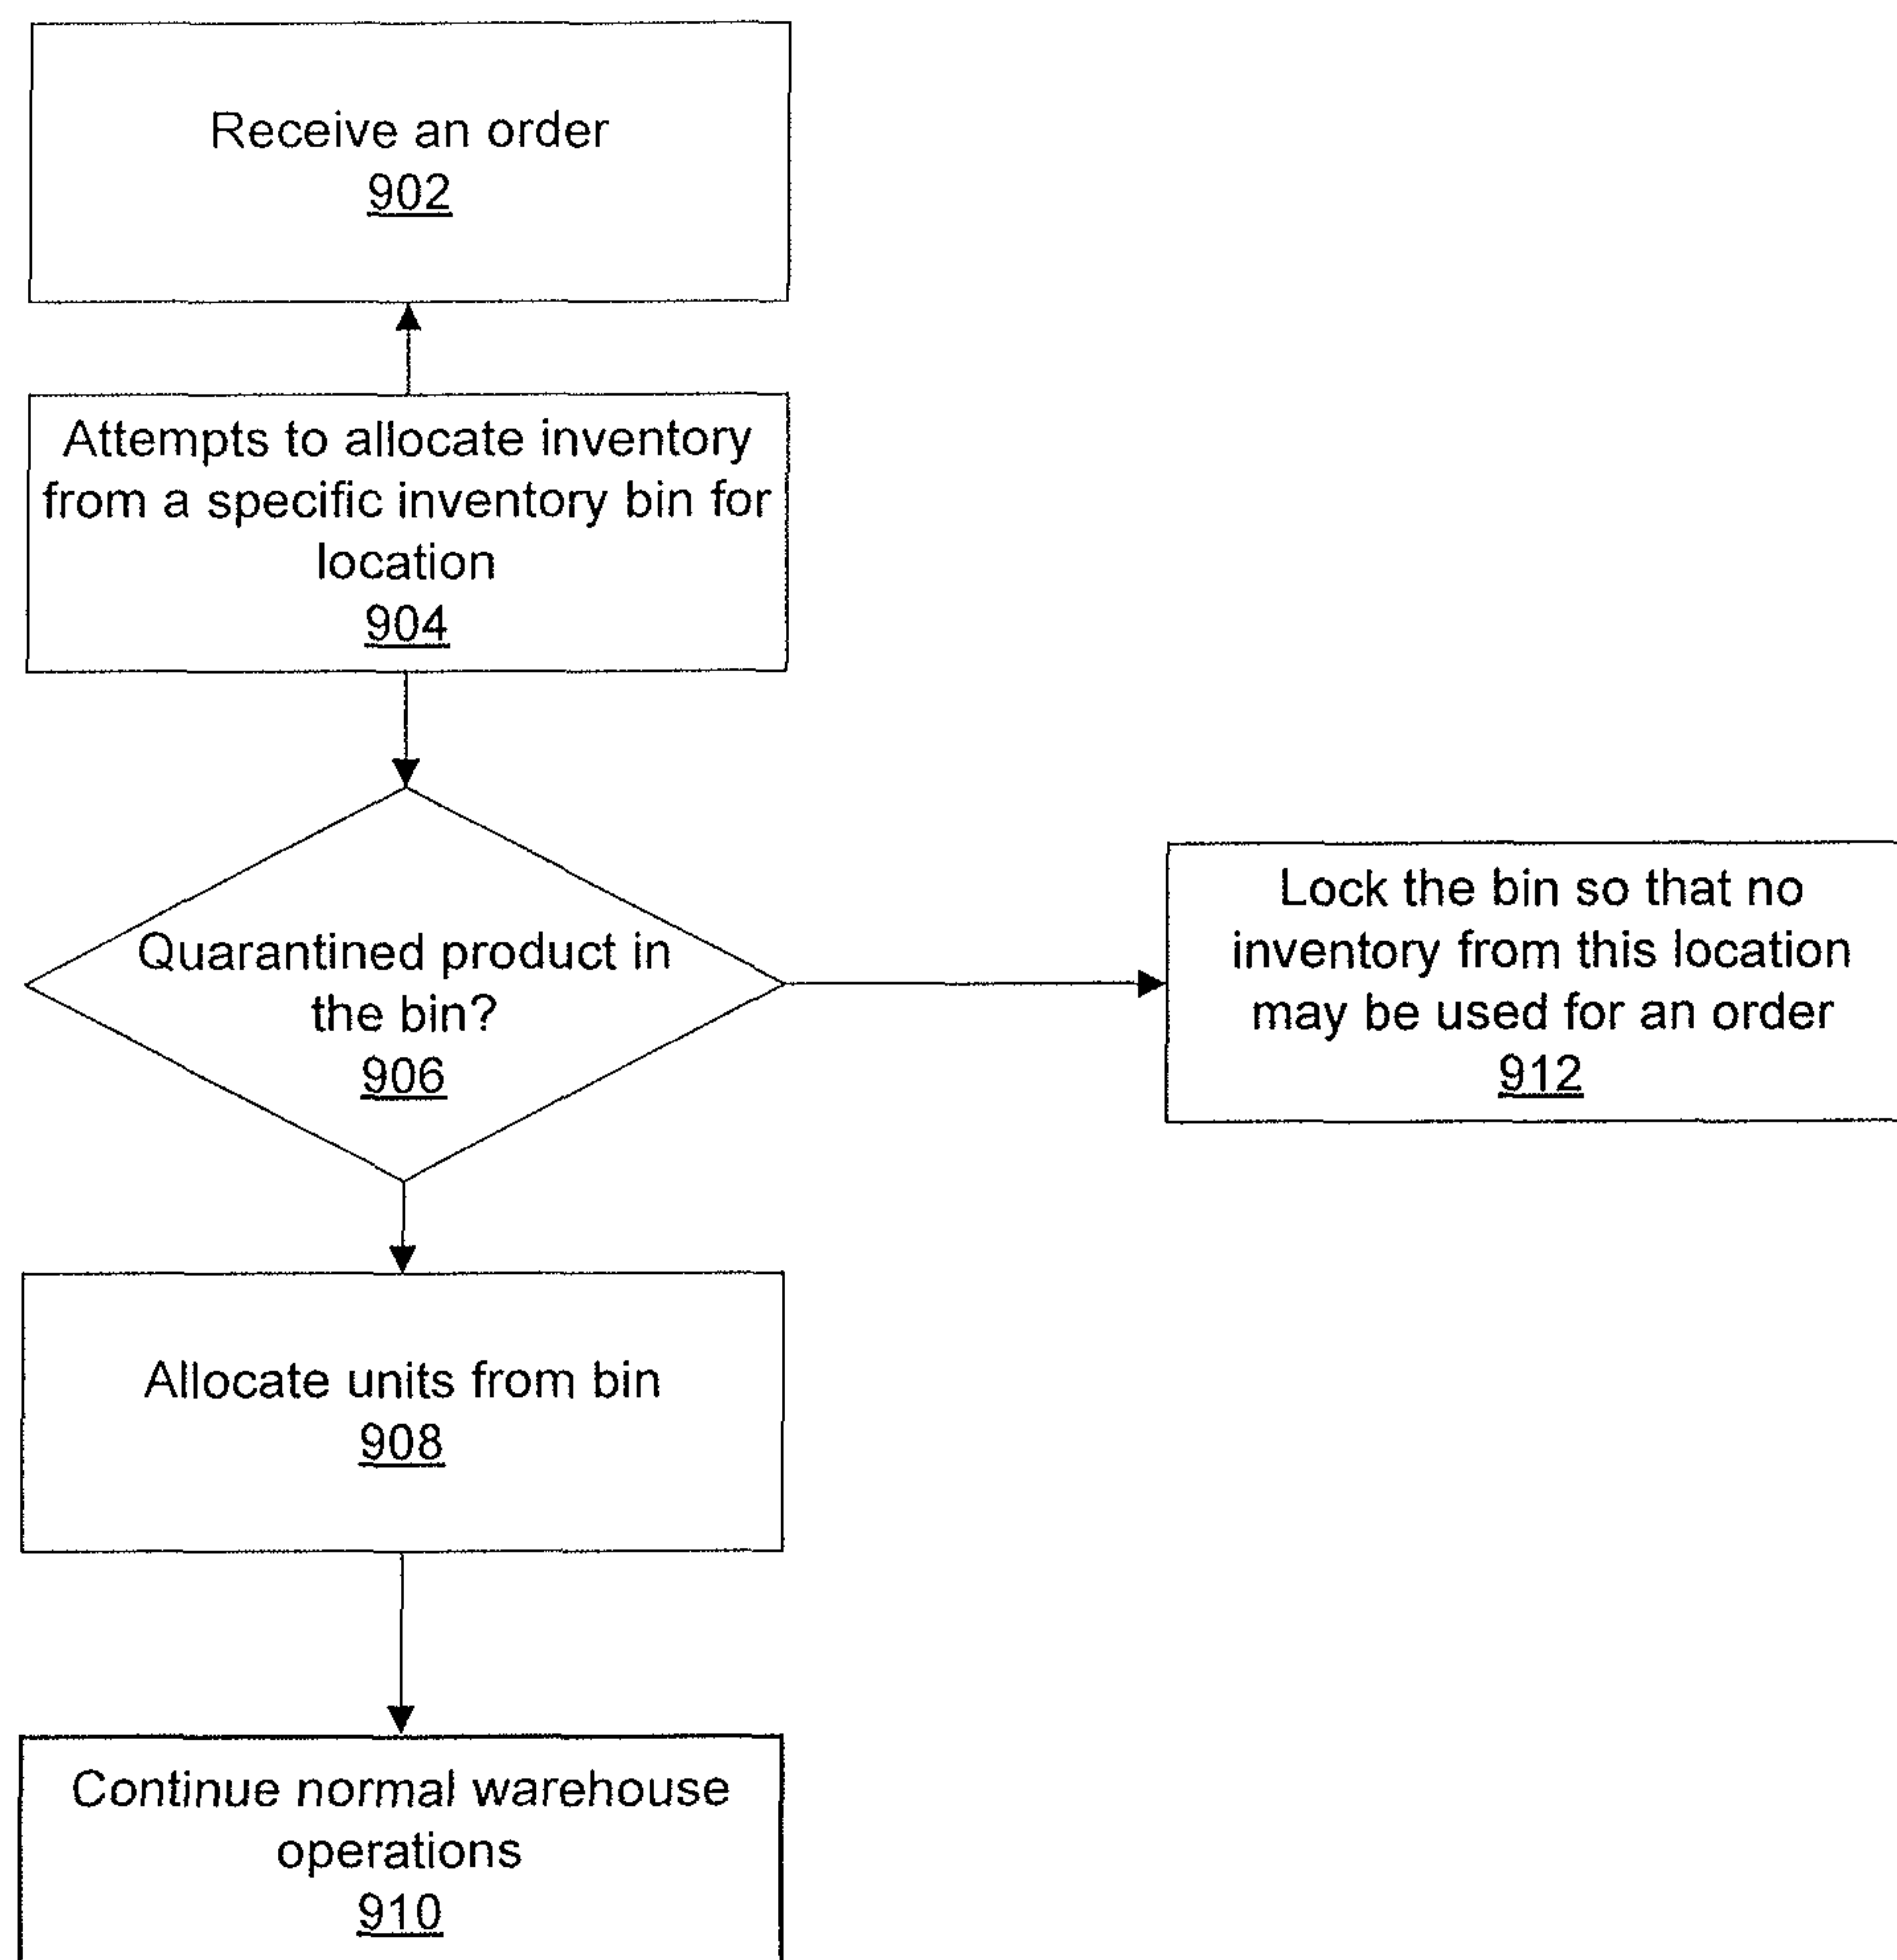 Receive an order
902
Attempts to allocate inventory
from a specific inventory bin for
location
904
Quarantined product in
the bin?
906
Lock the bin so that no
inventory from this location
may be used for an order
912
Allocate units from bin
908
Continue normal warehouse
operations
910